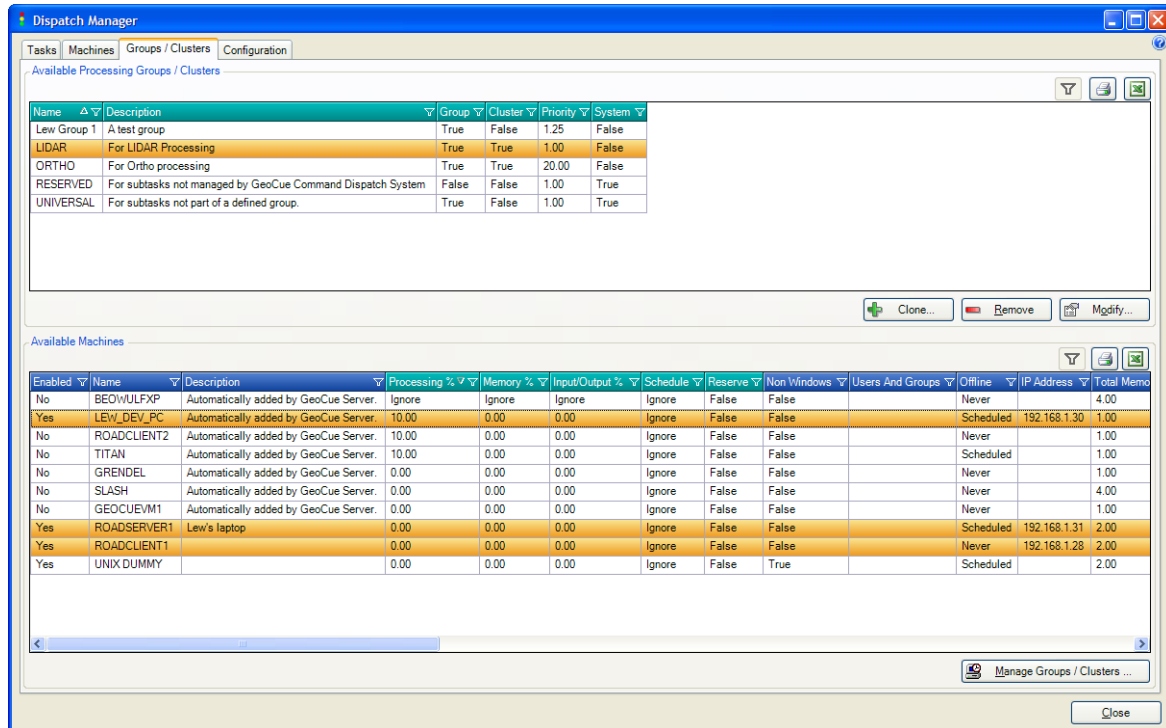 Dispatch Manager
Tasks Machines Groups / Clusters Configuration
Available Processing Groups / Clusters
Name Description Group Cluster Priority System
Lew Group 1 A test group True False 1.25 False
LIDAR For LIDAR Processing True True 1.00 False
ORTHO For Ortho processing True True 20.00 False
RESERVED For subtasks not managed by GeoCue Command Dispatch System False False 1.00 True
UNIVERSAL For subtasks not part of a defined group. True False 1.00 True
Clone... Remove Modify...
Available Machines
Enabled Name Description Processing % Memory % Input/Output % Schedule Reserve Non Windows Users And Groups Offline IP Address Total Memo
No BEOWULFXP Automatically added by GeoCue Server. Ignore Ignore Ignore Ignore False False Never 4.00
Yes LEW_DEV_PC Automatically added by GeoCue Server. 10.00 0.00 0.00 Ignore False False Scheduled 192.168.1.30 1.00
No ROADCLIENT2 Automatically added by GeoCue Server. 10.00 0.00 0.00 Ignore False False Never 1.00
No TITAN Automatically added by GeoCue Server. 10.00 0.00 0.00 Ignore False False Scheduled 1.00
No GRENDEL Automatically added by GeoCue Server. 0.00 0.00 0.00 Ignore False False Never 1.00
No SLASH Automatically added by GeoCue Server. 0.00 0.00 0.00 Ignore False False Never 4.00
No GEOCUEVM1 Automatically added by GeoCue Server. 0.00 0.00 0.00 Ignore False False Never 1.00
Yes ROADSERVER1 Lew's laptop 0.00 0.00 0.00 Ignore False False Scheduled 192.168.1.31 2.00
Yes ROADCLIENT1 0.00 0.00 0.00 Ignore False False Never 192.168.1.28 2.00
Yes UNIX DUMMY 0.00 0.00 0.00 Ignore False True Scheduled 2.00
Manage Groups / Clusters ...
Close